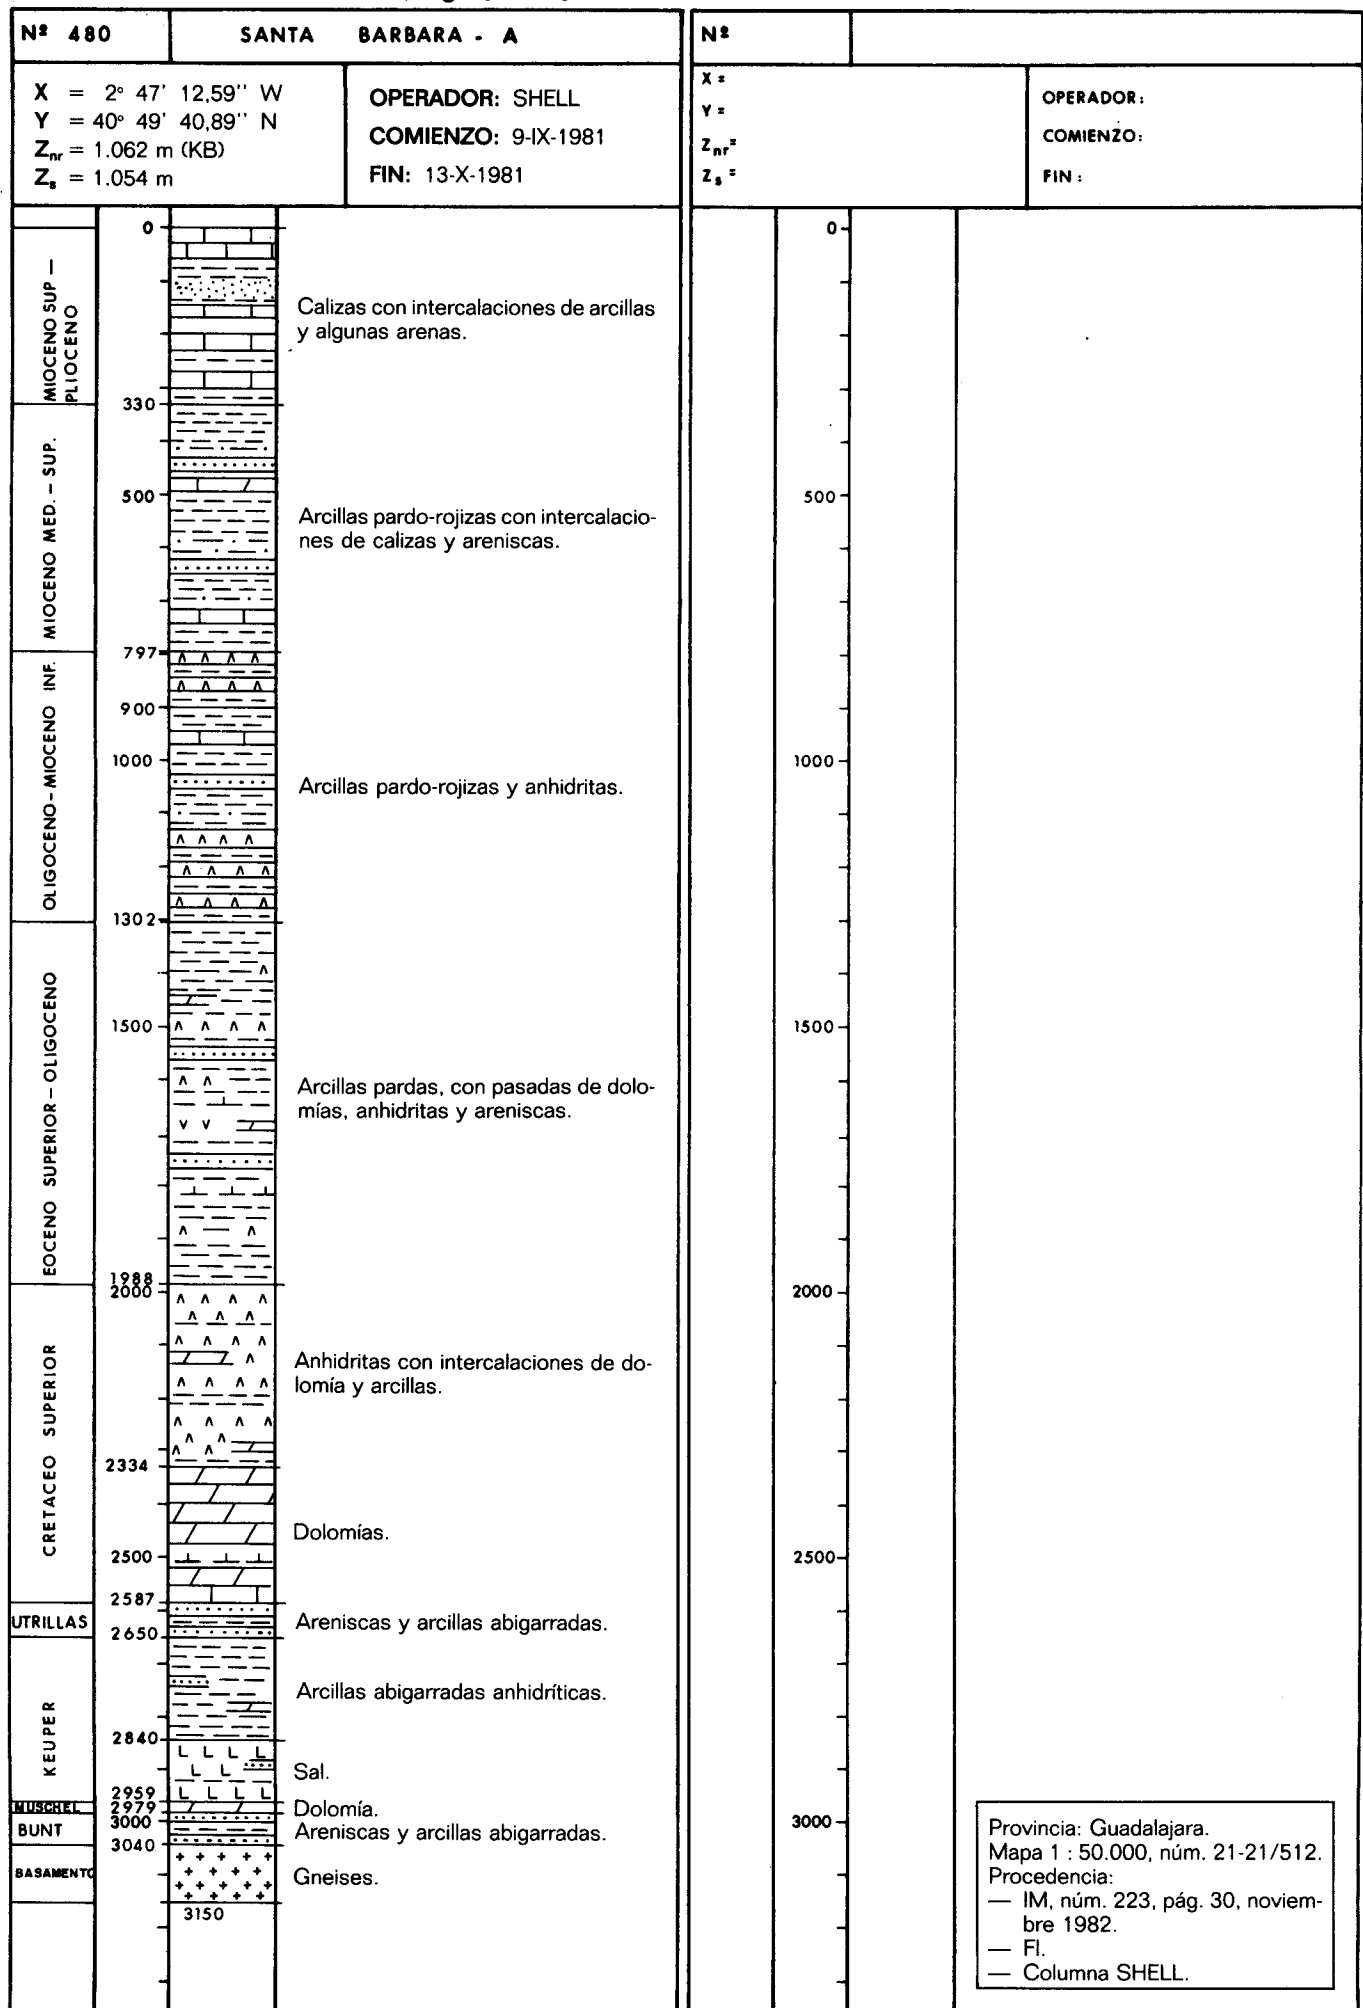 Nº 480
SANTA BARBARA - A
X = 2º 47' 12,59'' W
Y = 40º 49' 40,89'' N
Znr = 1.062 m (KB)
Zs = 1.054 m
OPERADOR: SHELL
COMIENZO: 9-IX-1981
FIN: 13-X-1981
MIOCENO SUP —
PLIOCENO
MIOCENO MED. – SUP.
OLIGOCENO-MIOCENO INF.
EOCENO SUPERIOR – OLIGOCENO
CRETACEO SUPERIOR
UTRILLAS
KEUPER
MUSCHEL
BUNT
BASAMENTO
0
330
500
797
900
1000
1302
1500
1988
2000
2334
2500
2587
2650
2840
2959
2979
3000
3040
3150
Calizas con intercalaciones de arcillas
y algunas arenas.
Arcillas pardo-rojizas con intercalacio-
nes de calizas y areniscas.
Arcillas pardo-rojizas y anhidritas.
Arcillas pardas, con pasadas de dolo-
mías, anhidritas y areniscas.
Anhidritas con intercalaciones de do-
lomía y arcillas.
Dolomías.
Areniscas y arcillas abigarradas.
Arcillas abigarradas anhidríticas.
Sal.
Dolomía.
Areniscas y arcillas abigarradas.
Gneises.
Nº
X =
Y =
Znr=
Zs =
OPERADOR:
COMIENZO:
FIN :
0
500
1000
1500
2000
2500
3000
Provincia: Guadalajara.
Mapa 1 : 50.000, núm. 21-21/512.
Procedencia:
— IM, núm. 223, pág. 30, noviem-
bre 1982.
— FI.
— Columna SHELL.